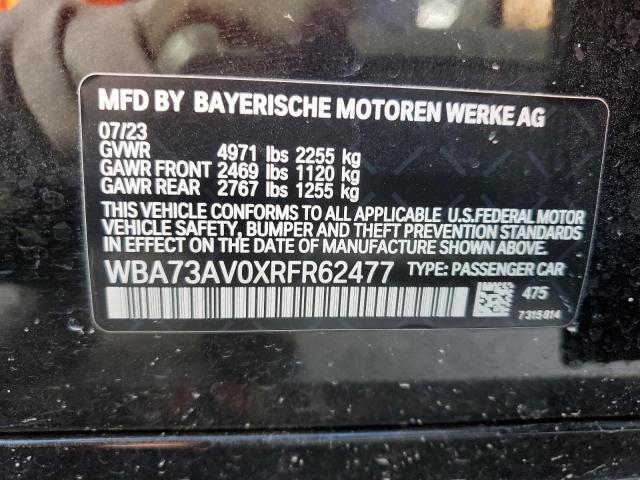 MFD BY BAYERISCHE MOTOREN WERKE AG
07/23
GVWR 4971 lbs 2255 kg
GAWR FRONT 2469 lbs 1120 kg
GAWR REAR 2767 lbs 1255 kg
THIS VEHICLE CONFORMS TO ALL APPLICABLE U.S.FEDERAL MOTOR
VEHICLE SAFETY, BUMPER AND THEFT PREVENTION STANDARDS IN
EFFECT ON THE DATE OF MANUFACTURE SHOWN ABOVE.
WBA73AV0XRFR62477 TYPE: PASSENGER CAR
475
7315814